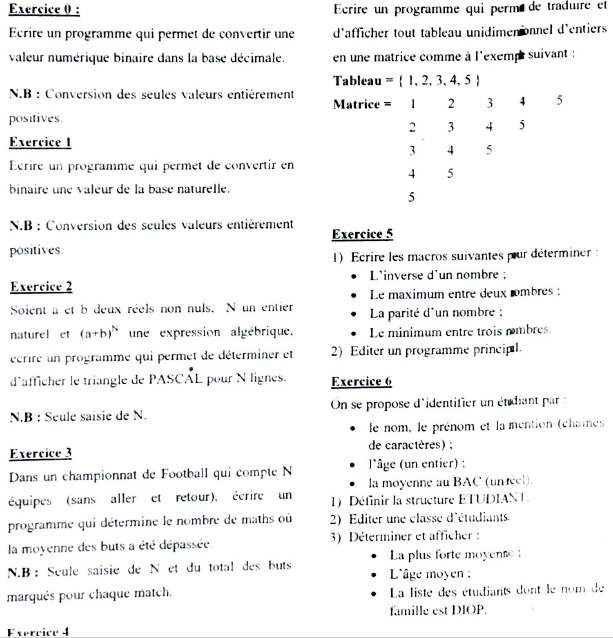 Exercice 0 :
Ecrire un programme qui permet de convertir une
valeur numérique binaire dans la base décimale.
N.B : Conversion des seules valeurs entièrement
positives.
Exercice 1
Ecrire un programme qui permet de convertir en
binaire une valeur de la base naturelle.
N.B : Conversion des seules valeurs entièrement
positives.
Exercice 2
Soient a et b deux réels non nuls, N un entier
naturel et (a+b)^N une expression algébrique,
écrire un programme qui permet de déterminer et
d'afficher le triangle de PASCAL pour N lignes.
N.B : Seule saisie de N.
Exercice 3
Dans un championnat de Football qui compte N
équipes (sans aller et retour), écrire un
programme qui détermine le nombre de maths où
la moyenne des buts a été dépassée.
N.B : Seule saisie de N et du total des buts
marqués pour chaque match.
Exercice 4
Ecrire un programme qui permet de traduire et
d'afficher tout tableau unidimensionnel d'entiers
en une matrice comme à l'exemple suivant :
Tableau = { 1, 2, 3, 4, 5 }
Matrice = 1 2 3 4 5
2 3 4 5
3 4 5
4 5
5
Exercice 5
1) Ecrire les macros suivantes pour déterminer :
• L'inverse d'un nombre ;
• Le maximum entre deux nombres ;
• La parité d'un nombre ;
• Le minimum entre trois nombres
2) Editer un programme principal.
Exercice 6
On se propose d'identifier un étudiant par :
• le nom, le prénom et la mention (chaines
de caractères) ;
• l'âge (un entier) ;
• la moyenne au BAC (un réel).
1) Définir la structure ETUDIANT.
2) Editer une classe d'étudiants.
3) Déterminer et afficher :
• La plus forte moyenne ;
• L'âge moyen ;
• La liste des étudiants dont le nom de
famille est DIOP.